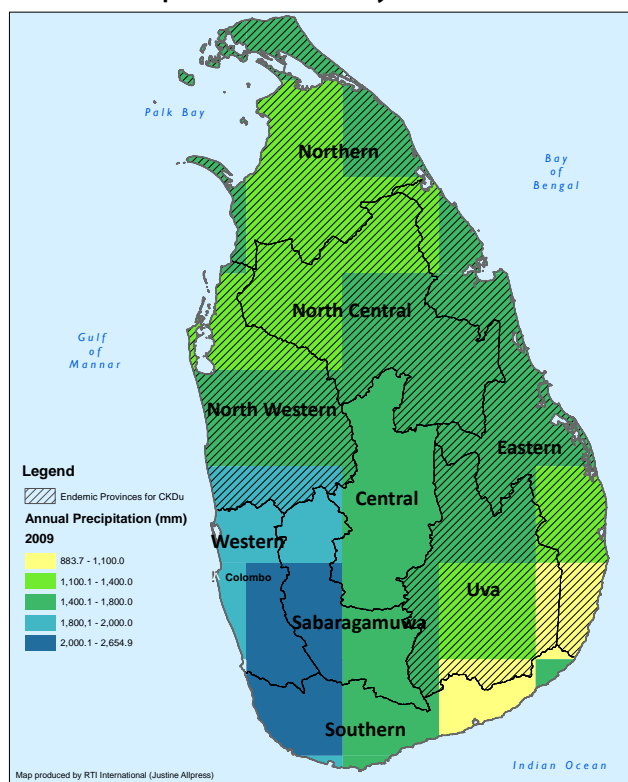 Palk Bay
Northern
Bay
of
Bengal
North Central
Gulf
of
Mannar
North Western
Eastern
Legend
Endemic Provinces for CKDu
Central
Annual Precipitation (mm)
2009
Western
883.7 - 1,100.0
Colombo
Uva
1,100.1 - 1,400.0
1,400.1 - 1,800.0
Sabaragamuwa
1,800,1 - 2,000.0
2,000.1 - 2,654.9
Southern
Indian Ocean
Map produced by RTI International (Justine Allpress)